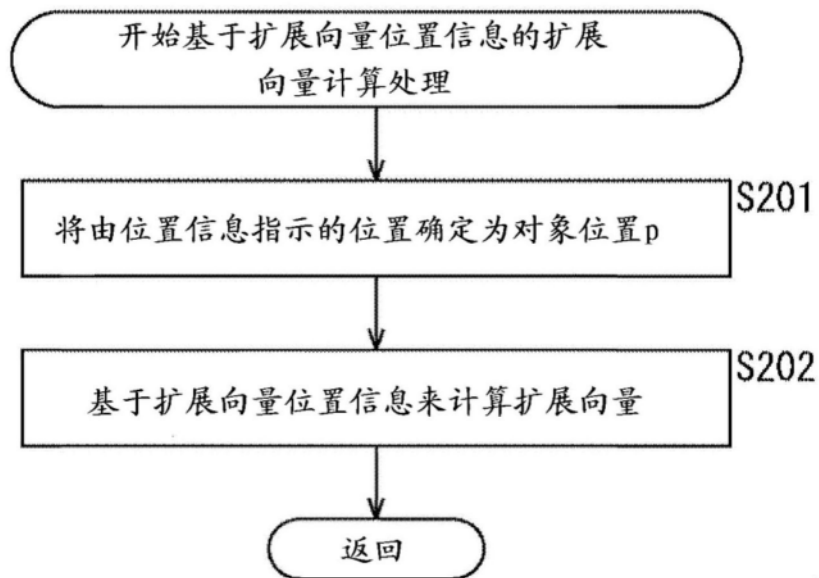 开始基于扩展向量位置信息的扩展
向量计算处理
S201
将由位置信息指示的位置确定为对象位置p
S202
基于扩展向量位置信息来计算扩展向量
返回